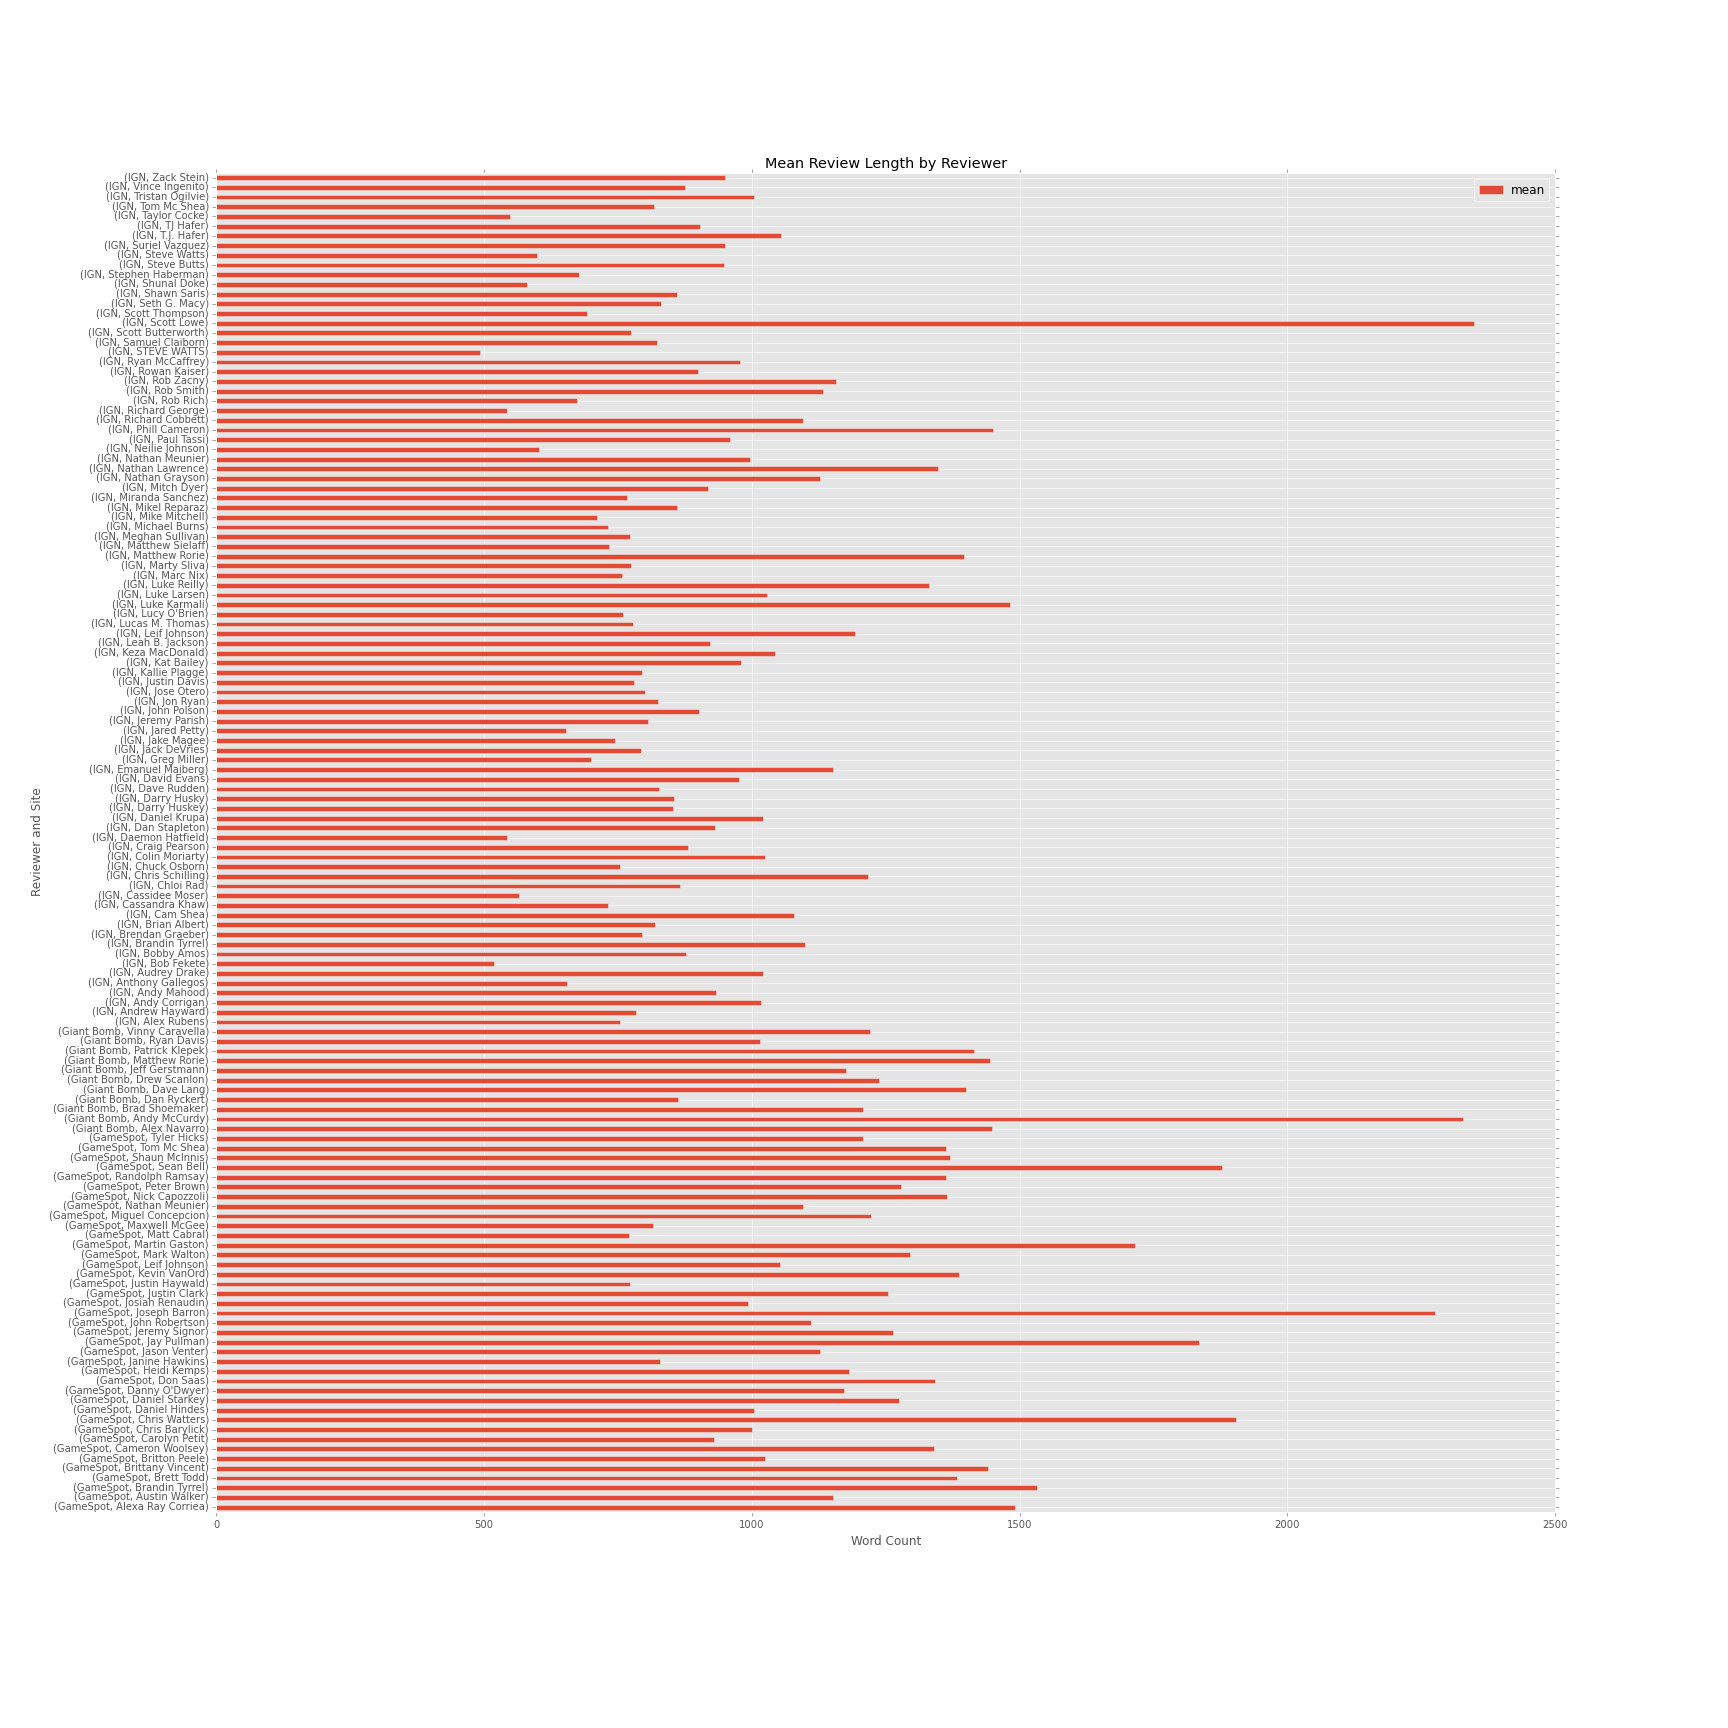 Mean Review Length by Reviewer
mean
(IGN, Zack Stein)
(IGN, Vince Ingenito)
(IGN, Tristan Ogilvie)
(IGN, Tom Mc Shea)
(IGN, Taylor Cocke)
(IGN, TJ Hafer)
(IGN, T.J. Hafer)
(IGN, Suriel Vazquez)
(IGN, Steve Watts)
(IGN, Steve Butts)
(IGN, Stephen Haberman)
(IGN, Shunal Doke)
(IGN, Shawn Saris)
(IGN, Seth G. Macy)
(IGN, Scott Thompson)
(IGN, Scott Lowe)
(IGN, Scott Butterworth)
(IGN, Samuel Claiborn)
(IGN, STEVE WATTS)
(IGN, Ryan McCaffrey)
(IGN, Rowan Kaiser)
(IGN, Rob Zacny)
(IGN, Rob Smith)
(IGN, Rob Rich)
(IGN, Richard George)
(IGN, Richard Cobbett)
(IGN, Phill Cameron)
(IGN, Paul Tassi)
(IGN, Neilie Johnson)
(IGN, Nathan Meunier)
(IGN, Nathan Lawrence)
(IGN, Nathan Grayson)
(IGN, Mitch Dyer)
(IGN, Miranda Sanchez)
(IGN, Mikel Reparaz)
(IGN, Mike Mitchell)
(IGN, Michael Burns)
(IGN, Meghan Sullivan)
(IGN, Matthew Sielaff)
(IGN, Matthew Rorie)
(IGN, Marty Sliva)
(IGN, Marc Nix)
(IGN, Luke Reilly)
(IGN, Luke Larsen)
(IGN, Luke Karmali)
(IGN, Lucy O'Brien)
(IGN, Lucas M. Thomas)
(IGN, Leif Johnson)
(IGN, Leah B. Jackson)
(IGN, Keza MacDonald)
(IGN, Kat Bailey)
(IGN, Kallie Plagge)
(IGN, Justin Davis)
(IGN, Jose Otero)
(IGN, Jon Ryan)
(IGN, John Polson)
(IGN, Jeremy Parish)
(IGN, Jared Petty)
(IGN, Jake Magee)
(IGN, Jack DeVries)
(IGN, Greg Miller)
(IGN, Emanuel Maiberg)
(IGN, David Evans)
(IGN, Dave Rudden)
(IGN, Darry Husky)
(IGN, Darry Huskey)
(IGN, Daniel Krupa)
(IGN, Dan Stapleton)
(IGN, Daemon Hatfield)
(IGN, Craig Pearson)
(IGN, Colin Moriarty)
(IGN, Chuck Osborn)
(IGN, Chris Schilling)
(IGN, Chloi Rad)
(IGN, Cassidee Moser)
(IGN, Cassandra Khaw)
(IGN, Cam Shea)
(IGN, Brian Albert)
(IGN, Brendan Graeber)
(IGN, Brandin Tyrrel)
(IGN, Bobby Amos)
(IGN, Bob Fekete)
(IGN, Audrey Drake)
(IGN, Anthony Gallegos)
(IGN, Andy Mahood)
(IGN, Andy Corrigan)
(IGN, Andrew Hayward)
(IGN, Alex Rubens)
(Giant Bomb, Vinny Caravella)
(Giant Bomb, Ryan Davis)
(Giant Bomb, Patrick Klepek)
(Giant Bomb, Matthew Rorie)
(Giant Bomb, Jeff Gerstmann)
(Giant Bomb, Drew Scanlon)
(Giant Bomb, Dave Lang)
(Giant Bomb, Dan Ryckert)
(Giant Bomb, Brad Shoemaker)
(Giant Bomb, Andy McCurdy)
(Giant Bomb, Alex Navarro)
(GameSpot, Tyler Hicks)
(GameSpot, Tom Mc Shea)
(GameSpot, Shaun McInnis)
(GameSpot, Sean Bell)
(GameSpot, Randolph Ramsay)
(GameSpot, Peter Brown)
(GameSpot, Nick Capozzoli)
(GameSpot, Nathan Meunier)
(GameSpot, Miguel Concepcion)
(GameSpot, Maxwell McGee)
(GameSpot, Matt Cabral)
(GameSpot, Martin Gaston)
(GameSpot, Mark Walton)
(GameSpot, Leif Johnson)
(GameSpot, Kevin VanOrd)
(GameSpot, Justin Haywald)
(GameSpot, Justin Clark)
(GameSpot, Josiah Renaudin)
(GameSpot, Joseph Barron)
(GameSpot, John Robertson)
(GameSpot, Jeremy Signor)
(GameSpot, Jay Pullman)
(GameSpot, Jason Venter)
(GameSpot, Janine Hawkins)
(GameSpot, Heidi Kemps)
(GameSpot, Don Saas)
(GameSpot, Danny O'Dwyer)
(GameSpot, Daniel Starkey)
(GameSpot, Daniel Hindes)
(GameSpot, Chris Watters)
(GameSpot, Chris Barylick)
(GameSpot, Carolyn Petit)
(GameSpot, Cameron Woolsey)
(GameSpot, Britton Peele)
(GameSpot, Brittany Vincent)
(GameSpot, Brett Todd)
(GameSpot, Brandin Tyrrel)
(GameSpot, Austin Walker)
(GameSpot, Alexa Ray Corriea)
Reviewer and Site
0 500 1000 1500 2000 2500
Word Count